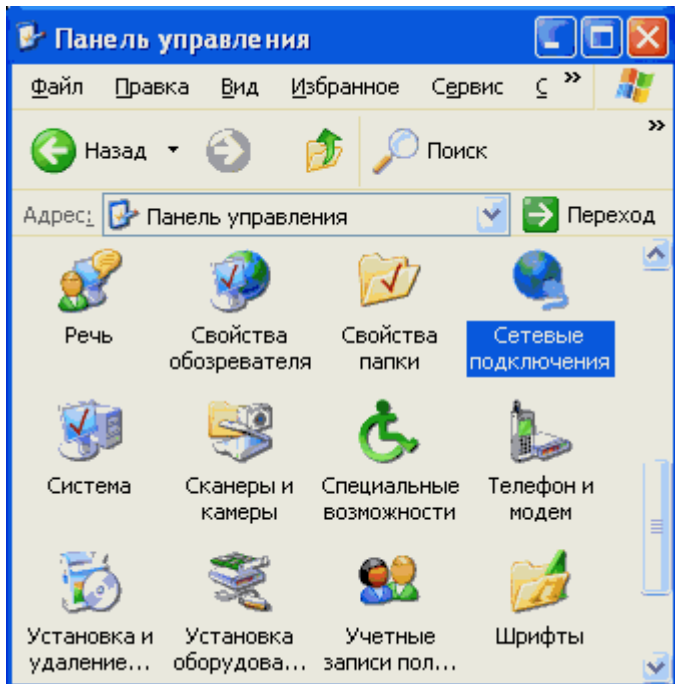 Панель управления
Файл Правка Вид Избранное Сервис С »
Назад Поиск »
Адрес: Панель управления Переход
Речь Свойства Свойства Сетевые
обозревателя папки подключения
Система Сканеры и Специальные Телефон и
камеры возможности модем
Установка и Установка Учетные Шрифты
удаление... оборудова... записи пол...